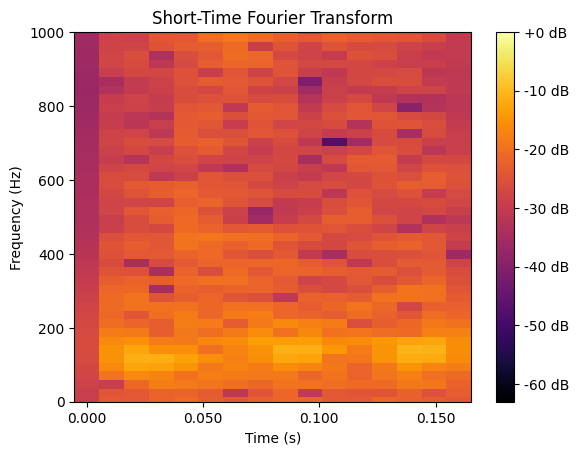 Short-Time Fourier Transform
Frequency (Hz)
1000
800
600
400
200
0
0.000
0.050
0.100
0.150
Time (s)
+0 dB
-10 dB
-20 dB
-30 dB
-40 dB
-50 dB
-60 dB